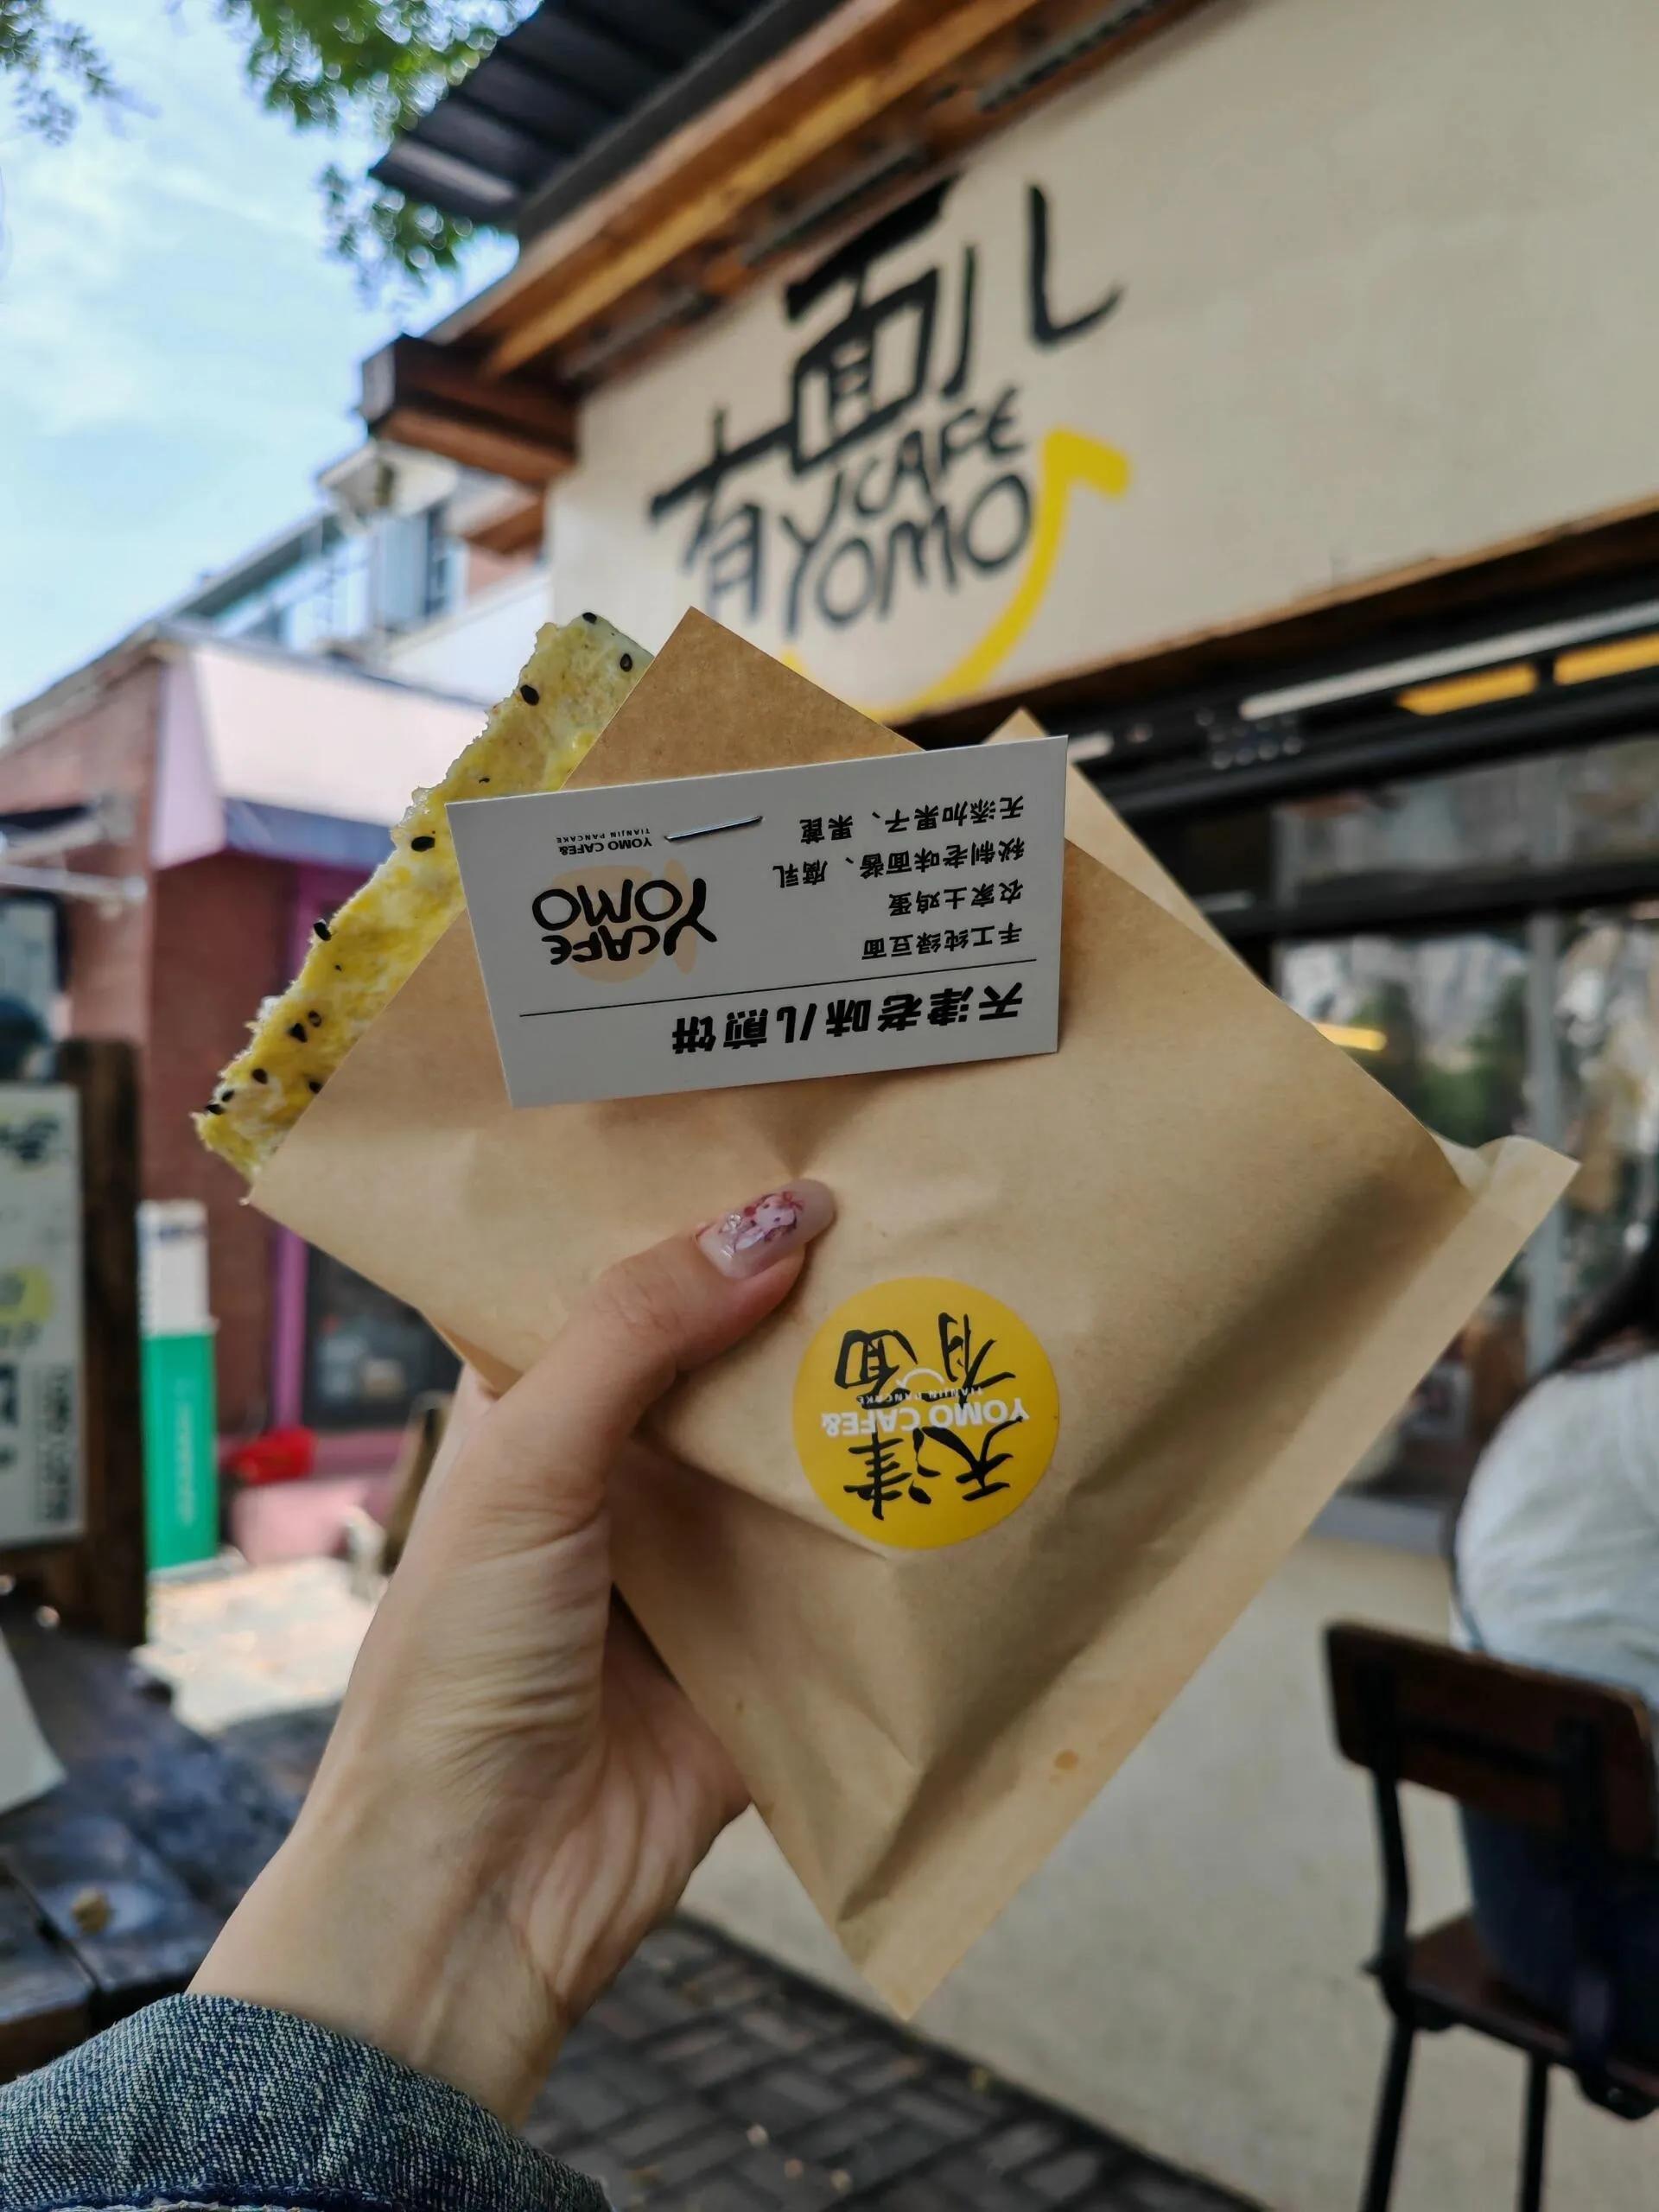 有面儿
CAFE
YOMO
天津老味儿煎饼
手工纯绿豆面
农家土鸡蛋
秘制老味面酱、腐乳
无添加果子、果蓖
YCAFE
YOMO
YOMO CAFE&
TIANJIN PANCAKE
天津
YOMO CAFE&
TIANJIN PANCAKE
有面